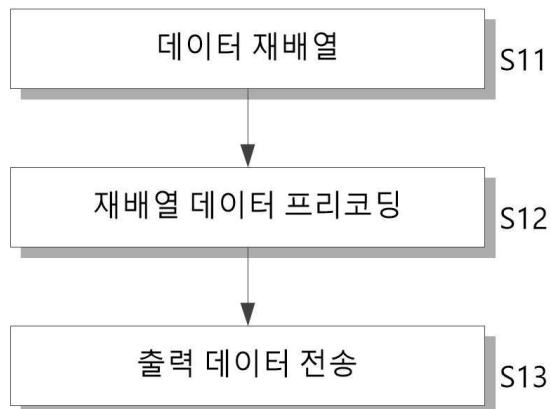 데이터 재배열
S11
재배열 데이터 프리코딩
S12
출력 데이터 전송
S13